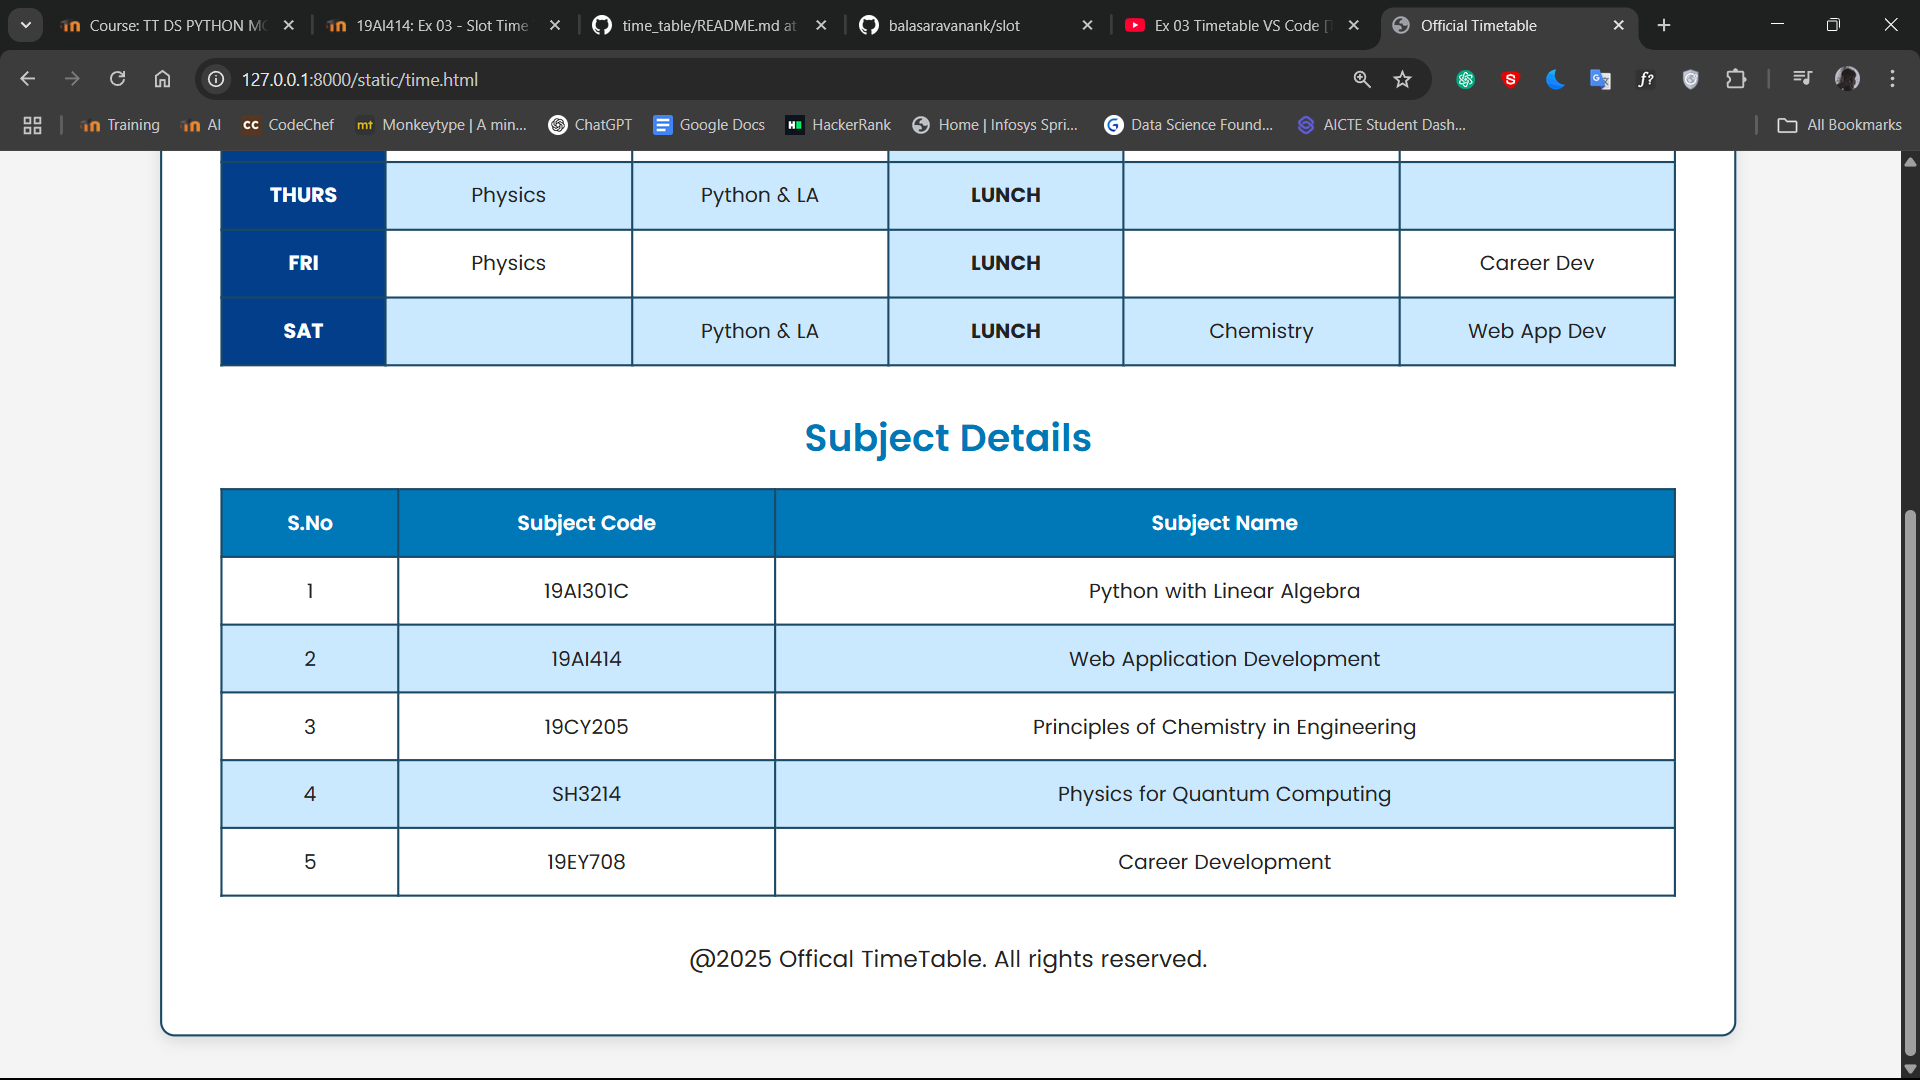 Course: TT DS PYTHON MO
19AI414: Ex 03 - Slot Time
time_table/README.md at
balasaravanank/slot
Ex 03 Timetable VS Code [
Official Timetable
127.0.0.1:8000/static/time.html
Training
AI
CodeChef
Monkeytype | A min...
ChatGPT
Google Docs
HackerRank
Home | Infosys Spri...
Data Science Found...
AICTE Student Dash...
All Bookmarks
THURS Physics Python & LA LUNCH
FRI Physics LUNCH Career Dev
SAT Python & LA LUNCH Chemistry Web App Dev
Subject Details
S.No Subject Code Subject Name
1 19AI301C Python with Linear Algebra
2 19AI414 Web Application Development
3 19CY205 Principles of Chemistry in Engineering
4 SH3214 Physics for Quantum Computing
5 19EY708 Career Development
@2025 Offical TimeTable. All rights reserved.